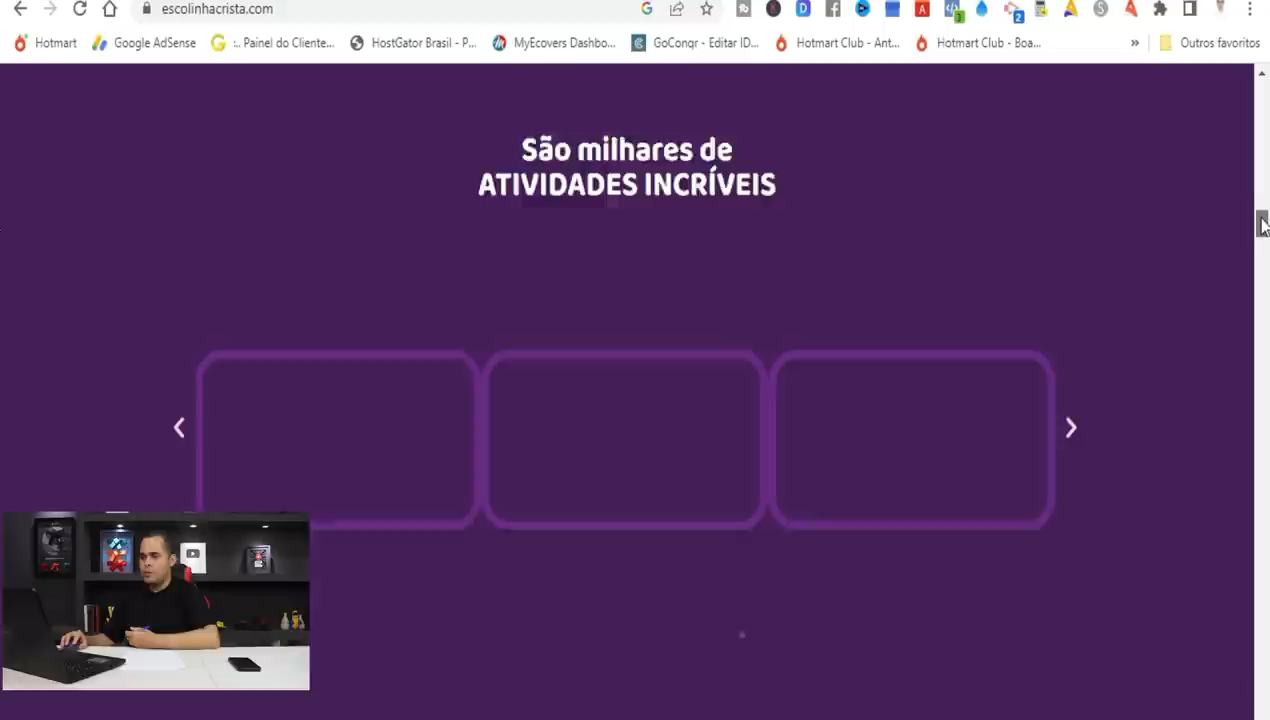 escolinhacrista.com
Hotmart
Google AdSense
:. Painel do Cliente...
HostGator Brasil - P...
MyEcovers Dashbo...
GoConqr - Editar ID...
Hotmart Club - Ant...
Hotmart Club - Boa...
»
Outros favoritos
São milhares de
ATIVIDADES INCRÍVEIS